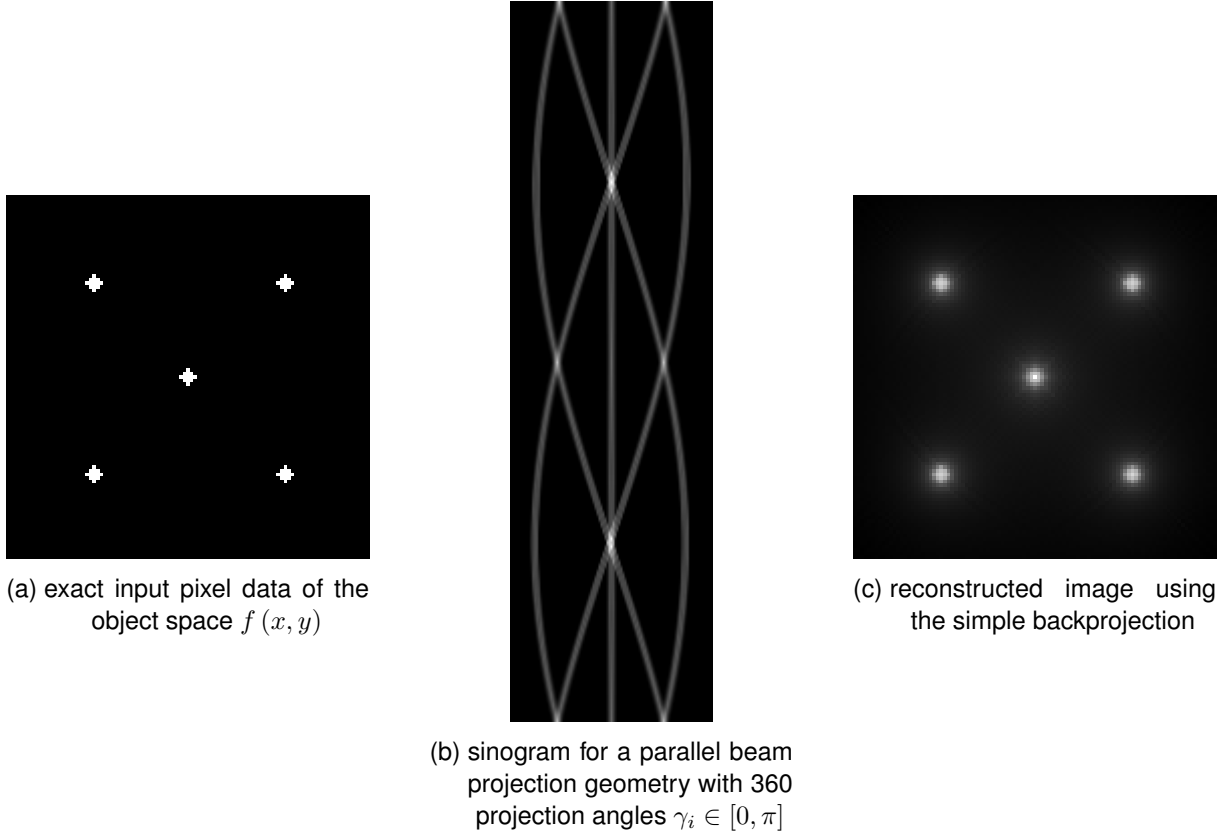 (a) exact input pixel data of the
object space f (x, y)
(b) sinogram for a parallel beam
projection geometry with 360
projection angles γᵢ ∈ [0, π]
(c) reconstructed image using
the simple backprojection